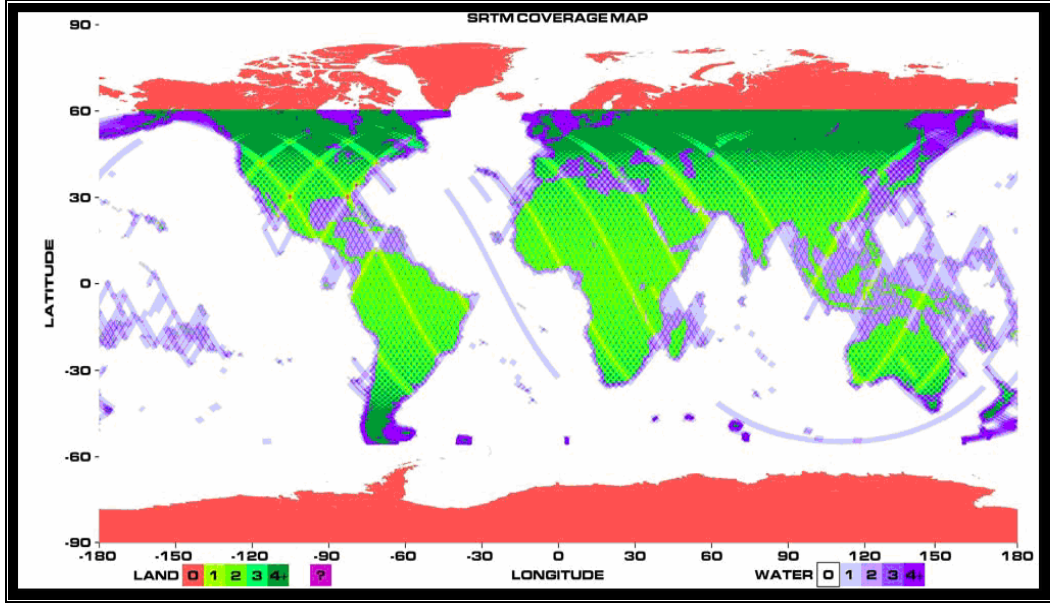 SRTM COVERAGE MAP
90
60
30
0
-30
-60
-90
LATITUDE
-180 -150 -120 -90 -60 -30 0 30 60 90 120 150 180
LAND 0 1 2 3 4+ ? LONGITUDE WATER 0 1 2 3 4+